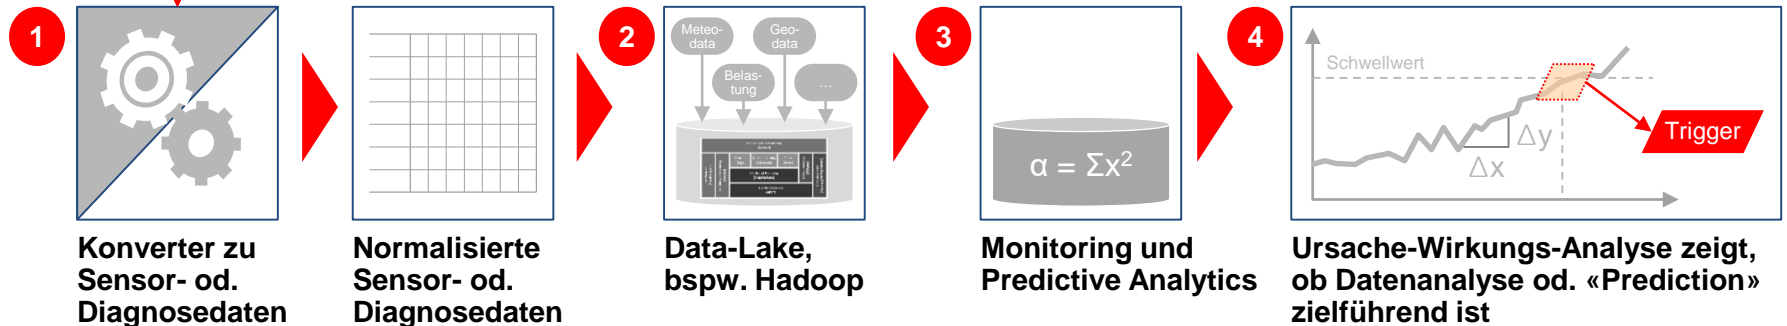 1
Konverter zu
Sensor- od.
Diagnosedaten
Normalisierte
Sensor- od.
Diagnosedaten
2
Meteo-
data
Geo-
data
Belas-
tung
...
Data-Lake,
bspw. Hadoop
3
α = Σx²
Monitoring und
Predictive Analytics
4
Schwellwert
Δy
Δx
Trigger
Ursache-Wirkungs-Analyse zeigt,
ob Datenanalyse od. «Prediction»
zielführend ist